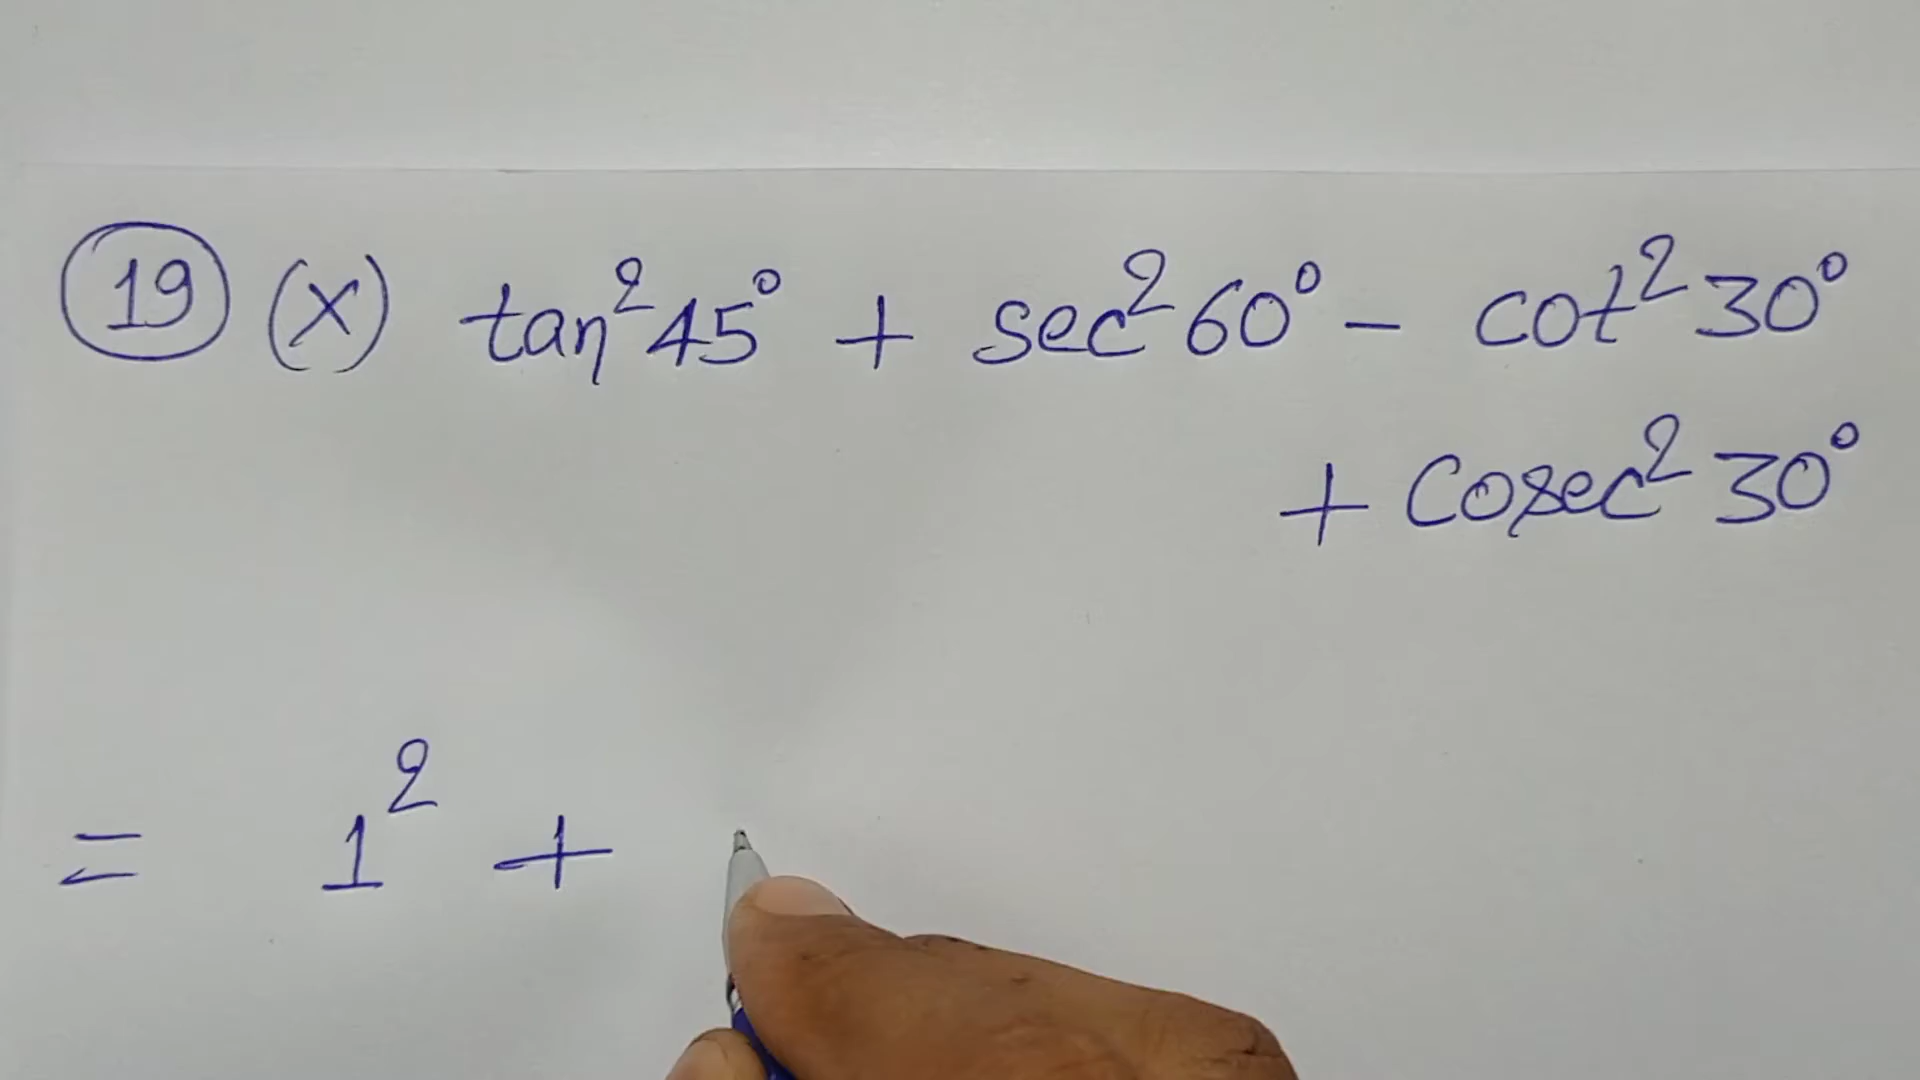 19 (x) tan²45° + sec²60° - cot²30°
+ Cosec²30°
= 1² +